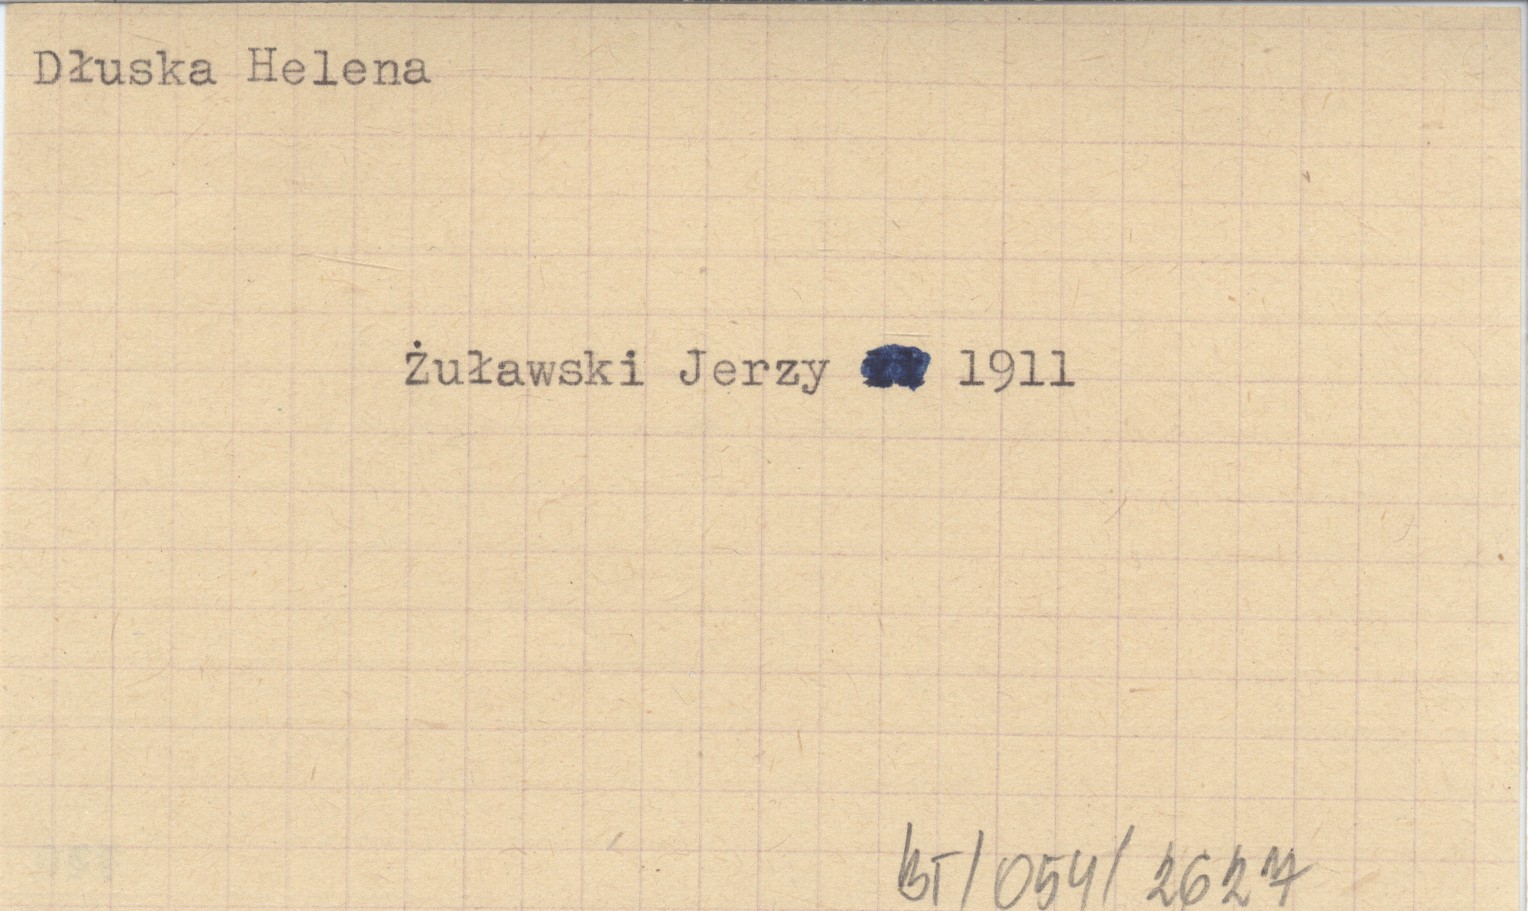 Dłuska Helena
Żuławski Jerzy 1911
BT/054/2627